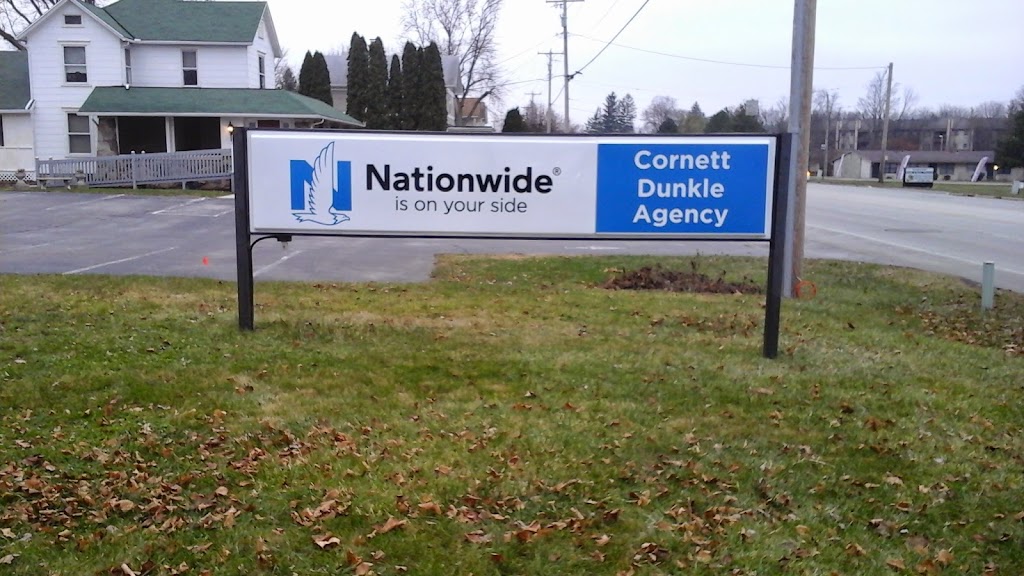 N
Nationwide®
is on your side
Cornett
Dunkle
Agency